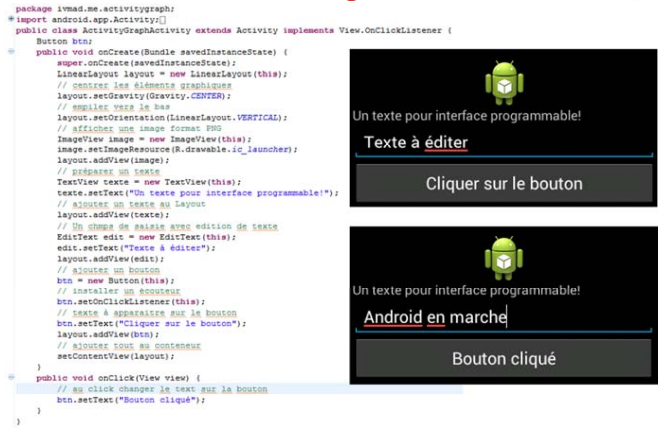 package ivmad.me.activitygraph;
import android.app.Activity;
public class ActivityGraphActivity extends Activity implements View.OnClickListener {
Button btn;
public void onCreate(Bundle savedInstanceState) {
super.onCreate(savedInstanceState);
LinearLayout layout = new LinearLayout(this);
// centrer les éléments graphiques
layout.setGravity(Gravity.CENTER);
// empiler vers le bas
layout.setOrientation(LinearLayout.VERTICAL);
// afficher une image format PNG
ImageView image = new ImageView(this);
image.setImageResource(R.drawable.ic_launcher);
layout.addView(image);
// préparer un texte
TextView texte = new TextView(this);
texte.setText("Un texte pour interface programmable!");
// ajouter un texte au Layout
layout.addView(texte);
// Un chmps de saisie avec edition de texte
EditText edit = new EditText(this);
edit.setText("Texte à éditer");
layout.addView(edit);
// ajouter un bouton
btn = new Button(this);
// installer un écouteur
btn.setOnClickListener(this);
// texte à apparaitre sur le bouton
btn.setText("Cliquer sur le bouton");
layout.addView(btn);
// ajouter tout au conteneur
setContentView(layout);
}
public void onClick(View view) {
// au click changer le text sur la bouton
btn.setText("Bouton cliqué");
}
}
Un texte pour interface programmable!
Texte à éditer
Cliquer sur le bouton
Un texte pour interface programmable!
Android en marche
Bouton cliqué